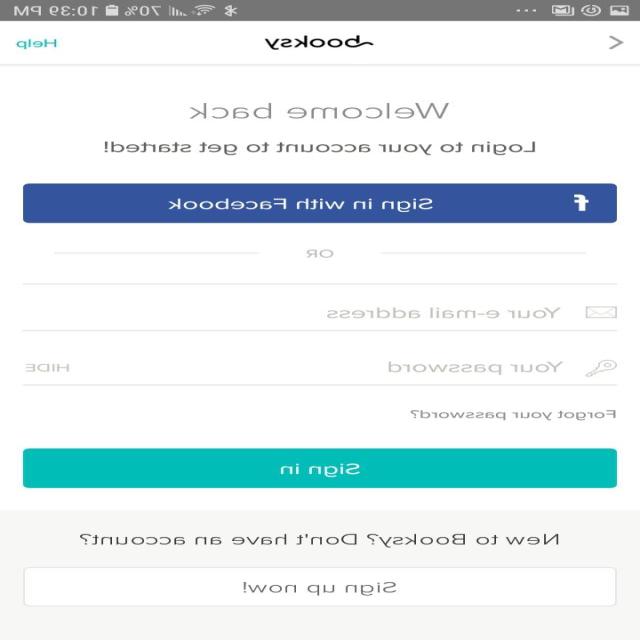 70% 10:39 PM
booksy
Help
Welcome back
Login to your account to get started!
Sign in with Facebook
OR
Your e-mail address
Your password
HIDE
Forgot your password?
Sign in
New to Booksy? Don't have an account?
Sign up now!